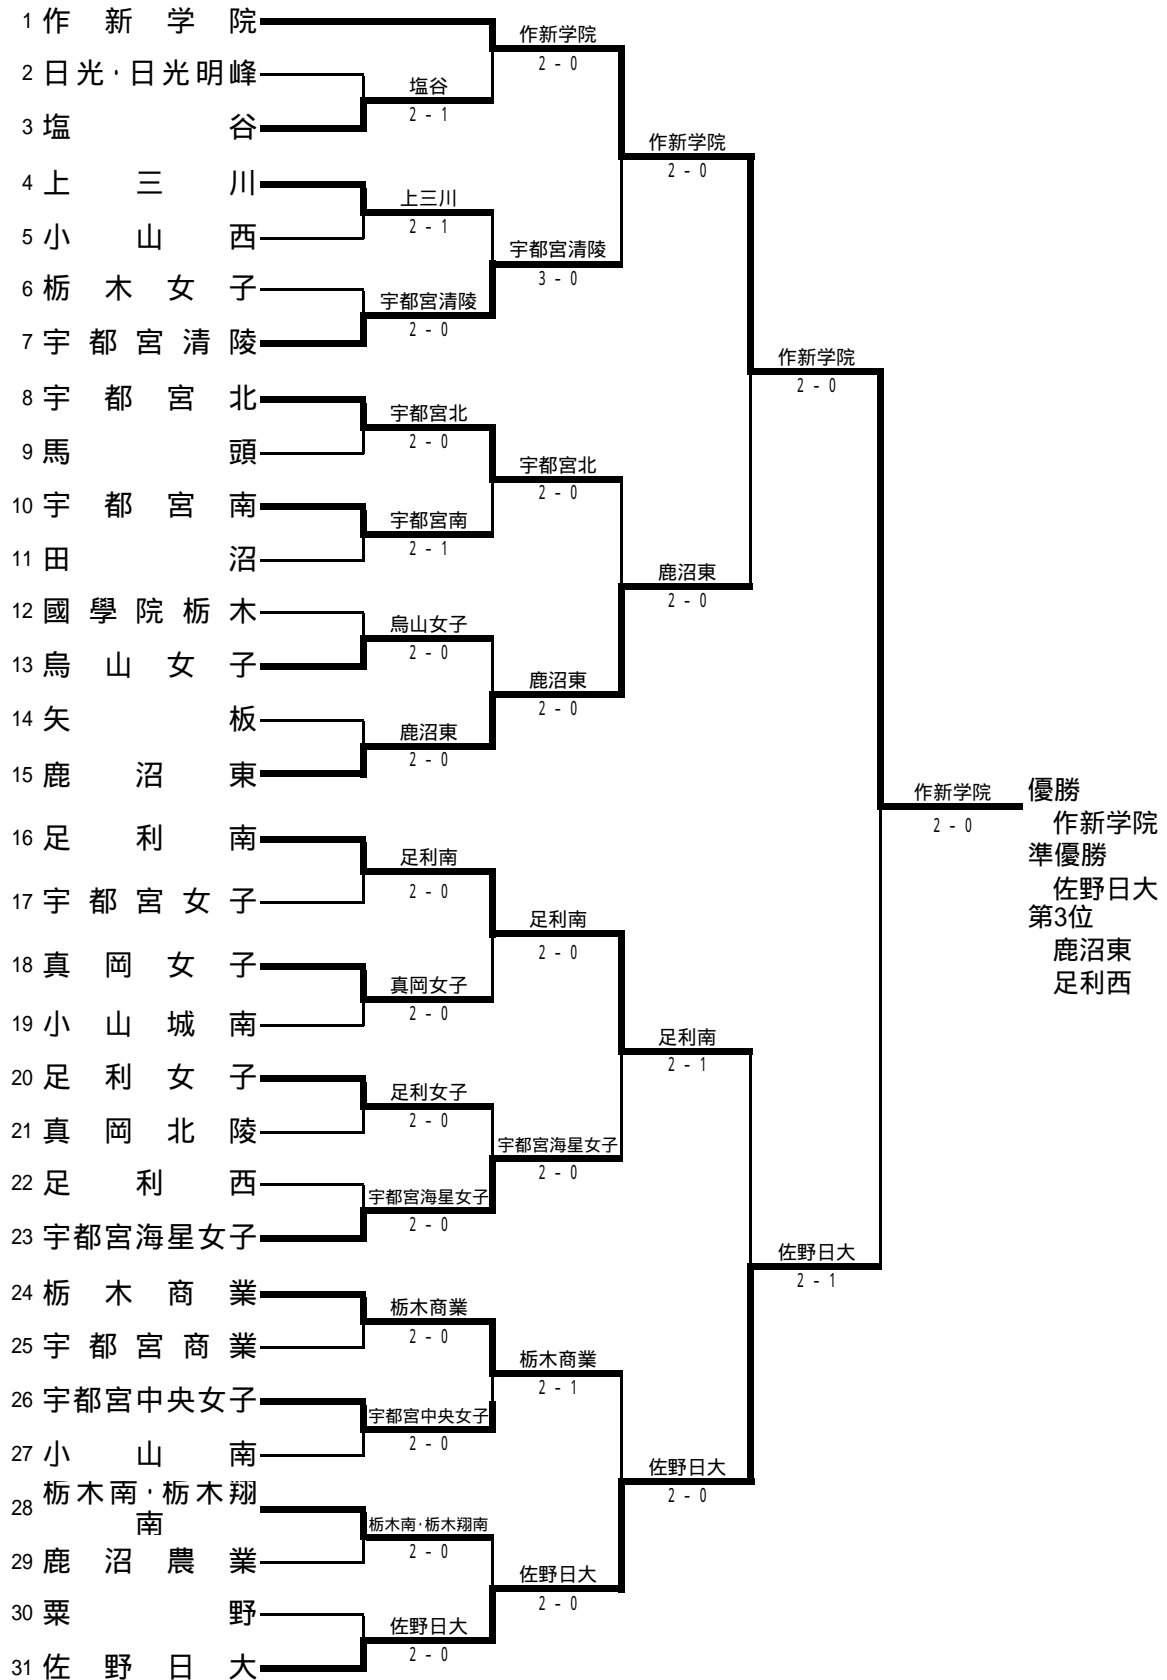 1 作新学院
2 日光・日光明峰
3 塩谷
4 上三川
5 小山西
6 栃木女子
7 宇都宮清陵
8 宇都宮北
9 馬頭
10 宇都宮南
11 田沼
12 國學院栃木
13 烏山女子
14 矢板
15 鹿沼東
16 足利南
17 宇都宮女子
18 真岡女子
19 小山城南
20 足利女子
21 真岡北陵
22 足利西
23 宇都宮海星女子
24 栃木商業
25 宇都宮商業
26 宇都宮中央女子
27 小山南
28 栃木南・栃木翔
南
29 鹿沼農業
30 粟野
31 佐野日大
塩谷
2 - 1
上三川
2 - 1
宇都宮清陵
2 - 0
宇都宮北
2 - 0
宇都宮南
2 - 1
烏山女子
2 - 0
鹿沼東
2 - 0
足利南
2 - 0
真岡女子
2 - 0
足利女子
2 - 0
宇都宮海星女子
2 - 0
栃木商業
2 - 0
宇都宮中央女子
2 - 0
栃木南・栃木翔南
2 - 0
佐野日大
2 - 0
作新学院
2 - 0
宇都宮清陵
3 - 0
宇都宮北
2 - 0
鹿沼東
2 - 0
足利南
2 - 0
宇都宮海星女子
2 - 0
栃木商業
2 - 1
佐野日大
2 - 0
作新学院
2 - 0
鹿沼東
2 - 0
足利南
2 - 1
佐野日大
2 - 0
作新学院
2 - 0
佐野日大
2 - 1
作新学院
2 - 0
優勝
作新学院
準優勝
佐野日大
第3位
鹿沼東
足利西